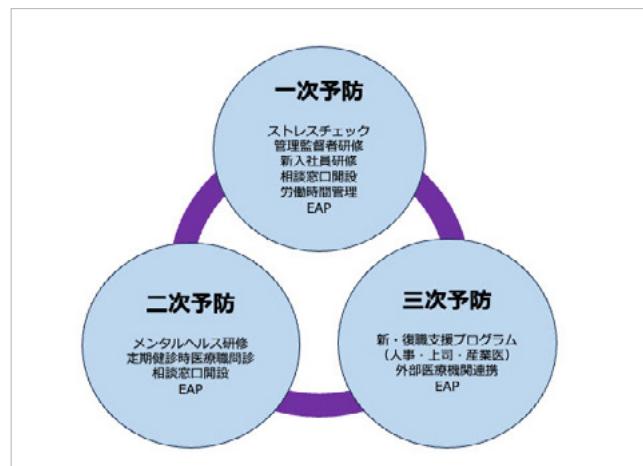 一次予防
ストレスチェック
管理監督者研修
新入社員研修
相談窓口開設
労働時間管理
EAP
二次予防
メンタルヘルス研修
定期健診時医療職問診
相談窓口開設
EAP
三次予防
新・復職支援プログラム
（人事・上司・産業医）
外部医療機関連携
EAP